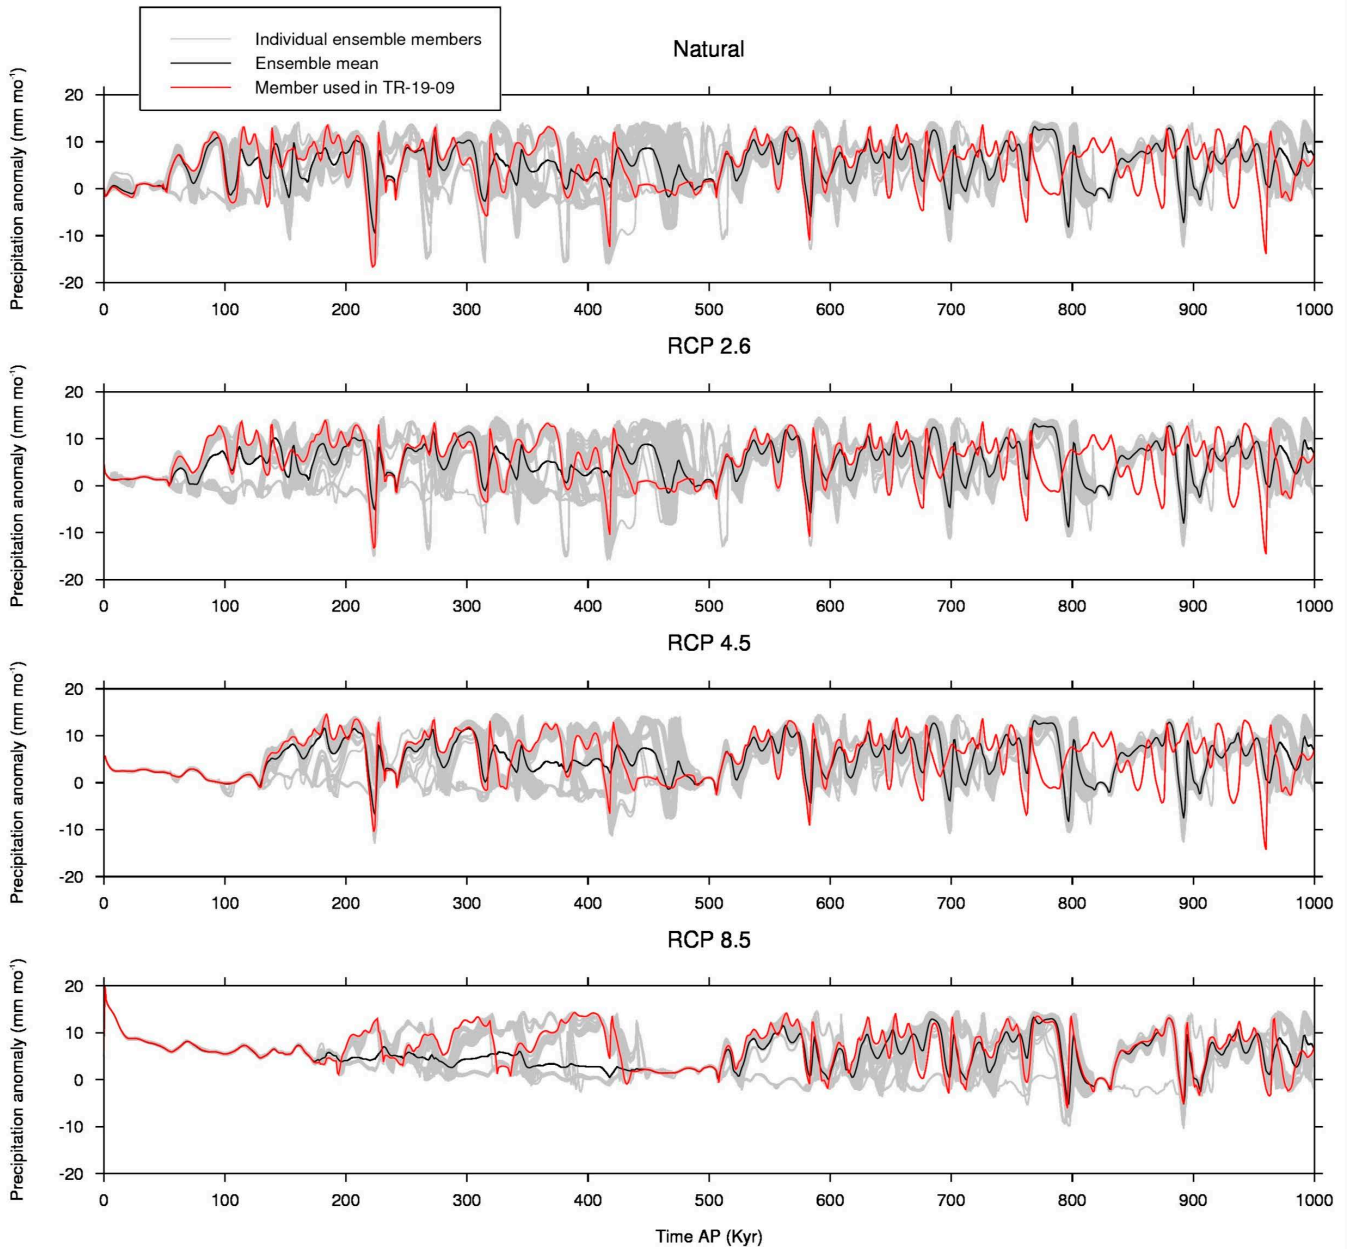 Individual ensemble members
Ensemble mean
Member used in TR-19-09
Natural
Precipitation anomaly (mm mo⁻¹)
20
10
0
-10
-20
0 100 200 300 400 500 600 700 800 900 1000
RCP 2.6
Precipitation anomaly (mm mo⁻¹)
20
10
0
-10
-20
0 100 200 300 400 500 600 700 800 900 1000
RCP 4.5
Precipitation anomaly (mm mo⁻¹)
20
10
0
-10
-20
0 100 200 300 400 500 600 700 800 900 1000
RCP 8.5
Precipitation anomaly (mm mo⁻¹)
20
10
0
-10
-20
0 100 200 300 400 500 600 700 800 900 1000
Time AP (Kyr)